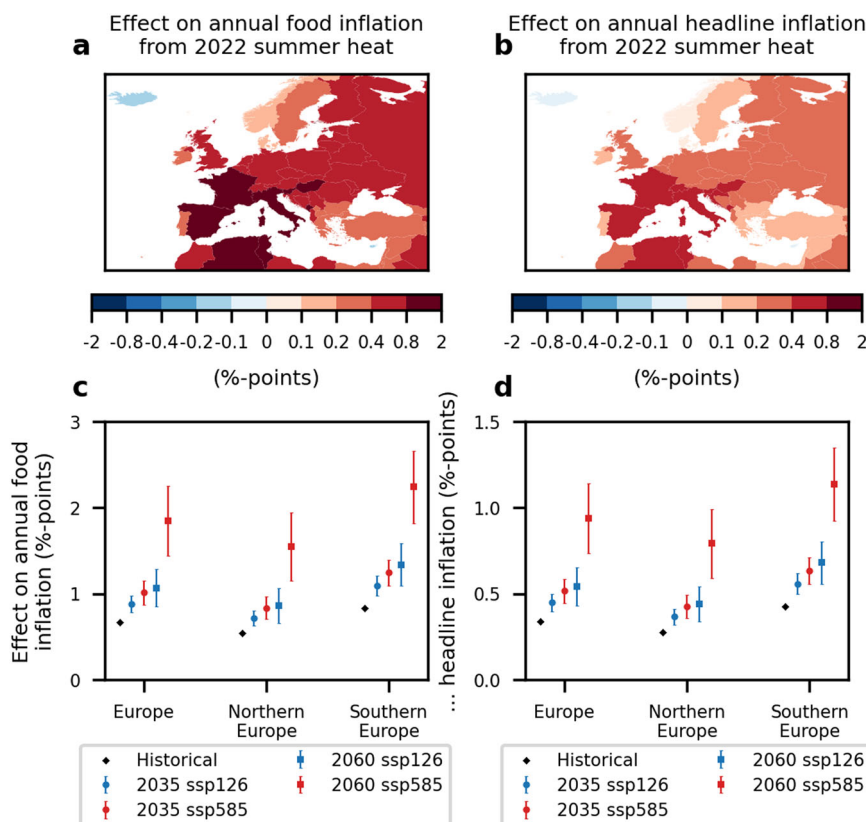 a
Effect on annual food inflation
from 2022 summer heat
b
Effect on annual headline inflation
from 2022 summer heat
-2 -0.8 -0.4 -0.2 -0.1 0 0.1 0.2 0.4 0.8 2
(%-points)
-2 -0.8 -0.4 -0.2 -0.1 0 0.1 0.2 0.4 0.8 2
(%-points)
c
Effect on annual food
inflation (%-points)
3
2
1
0
Europe
Northern
Europe
Southern
Europe
Historical
2035 ssp126
2035 ssp585
2060 ssp126
2060 ssp585
d
... headline inflation (%-points)
1.5
1.0
0.5
0.0
Europe
Northern
Europe
Southern
Europe
Historical
2035 ssp126
2035 ssp585
2060 ssp126
2060 ssp585